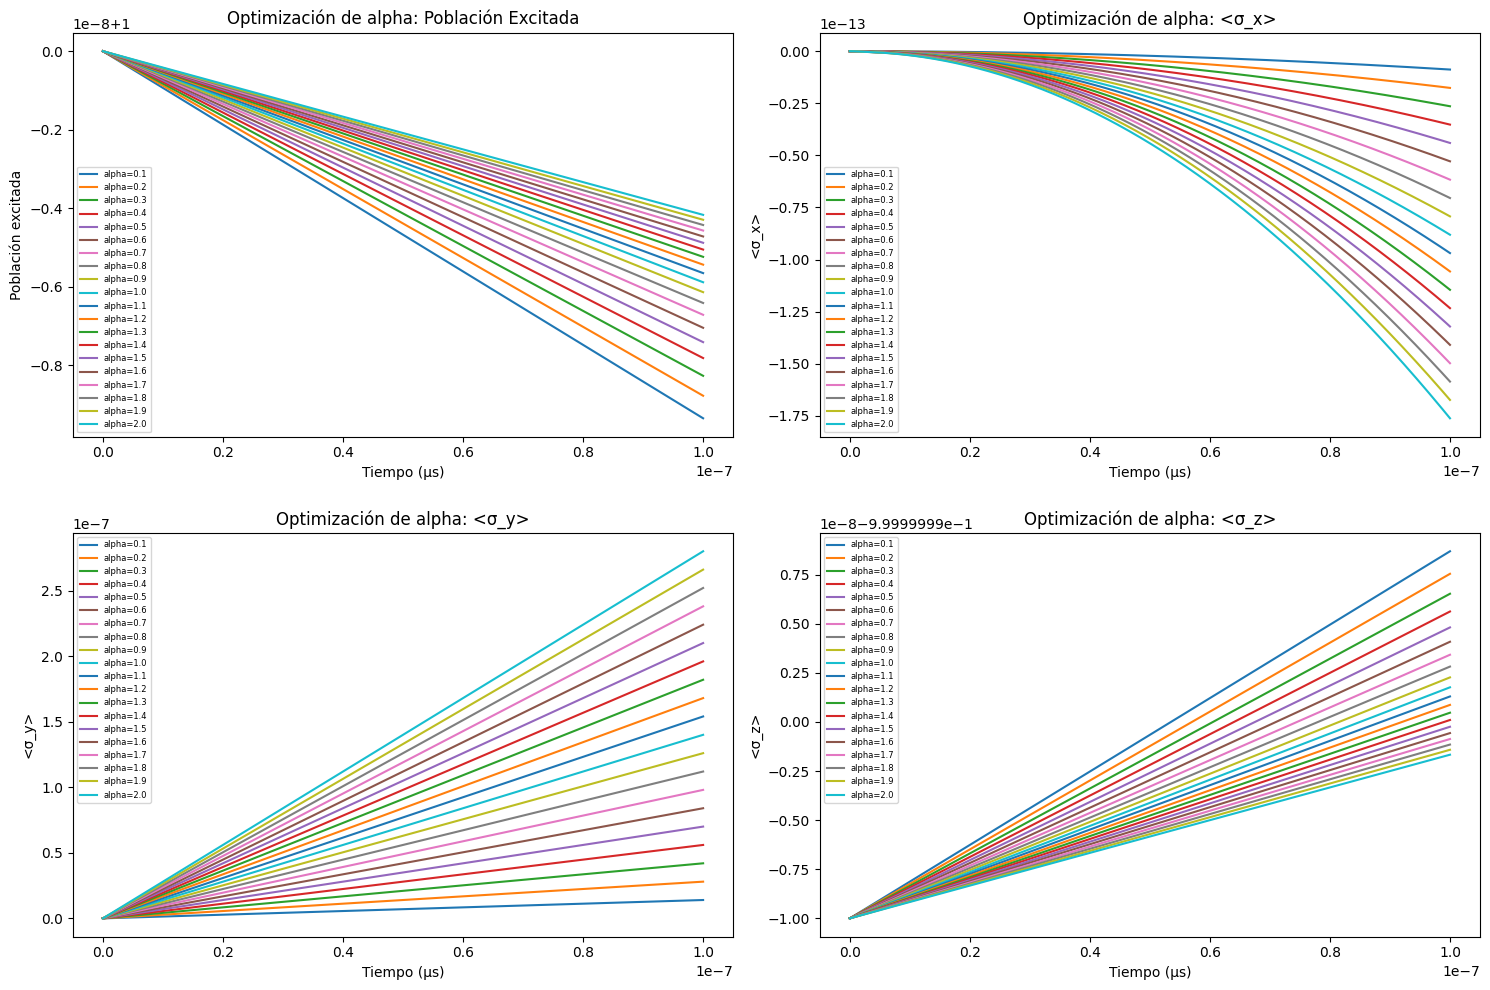 Optimización de alpha: Población Excitada
1e−8+1
0.0
−0.2
−0.4
−0.6
−0.8
Población excitada
alpha=0.1
alpha=0.2
alpha=0.3
alpha=0.4
alpha=0.5
alpha=0.6
alpha=0.7
alpha=0.8
alpha=0.9
alpha=1.0
alpha=1.1
alpha=1.2
alpha=1.3
alpha=1.4
alpha=1.5
alpha=1.6
alpha=1.7
alpha=1.8
alpha=1.9
alpha=2.0
0.0 0.2 0.4 0.6 0.8 1.0
Tiempo (μs)
1e−7
Optimización de alpha: <σ_x>
1e−13
0.00
−0.25
−0.50
−0.75
−1.00
−1.25
−1.50
−1.75
<σ_x>
alpha=0.1
alpha=0.2
alpha=0.3
alpha=0.4
alpha=0.5
alpha=0.6
alpha=0.7
alpha=0.8
alpha=0.9
alpha=1.0
alpha=1.1
alpha=1.2
alpha=1.3
alpha=1.4
alpha=1.5
alpha=1.6
alpha=1.7
alpha=1.8
alpha=1.9
alpha=2.0
0.0 0.2 0.4 0.6 0.8 1.0
Tiempo (μs)
1e−7
Optimización de alpha: <σ_y>
1e−7
2.5
2.0
1.5
1.0
0.5
0.0
<σ_y>
alpha=0.1
alpha=0.2
alpha=0.3
alpha=0.4
alpha=0.5
alpha=0.6
alpha=0.7
alpha=0.8
alpha=0.9
alpha=1.0
alpha=1.1
alpha=1.2
alpha=1.3
alpha=1.4
alpha=1.5
alpha=1.6
alpha=1.7
alpha=1.8
alpha=1.9
alpha=2.0
0.0 0.2 0.4 0.6 0.8 1.0
Tiempo (μs)
1e−7
Optimización de alpha: <σ_z>
1e−8−9.9999999e−1
0.75
0.50
0.25
0.00
−0.25
−0.50
−0.75
−1.00
<σ_z>
alpha=0.1
alpha=0.2
alpha=0.3
alpha=0.4
alpha=0.5
alpha=0.6
alpha=0.7
alpha=0.8
alpha=0.9
alpha=1.0
alpha=1.1
alpha=1.2
alpha=1.3
alpha=1.4
alpha=1.5
alpha=1.6
alpha=1.7
alpha=1.8
alpha=1.9
alpha=2.0
0.0 0.2 0.4 0.6 0.8 1.0
Tiempo (μs)
1e−7